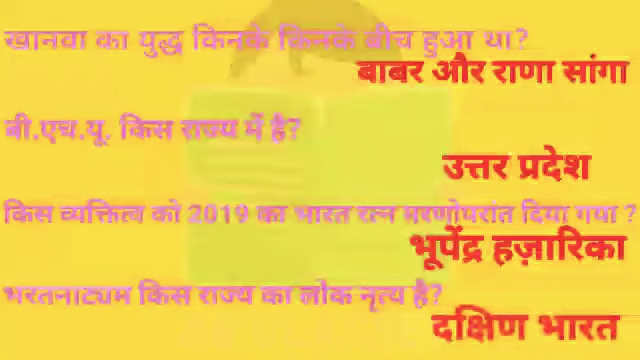 खानवा का युद्ध किनके किनके बीच हुआ था?
बाबर और राणा सांगा
बी.एच.यू. किस राज्य में है?
उत्तर प्रदेश
किस व्यक्तित्व को 2019 का भारत रत्न मरणोपरांत दिया गया ?
भूपेंद्र हज़ारिका
भरतनाट्यम किस राज्य का लोक नृत्य है?
दक्षिण भारत